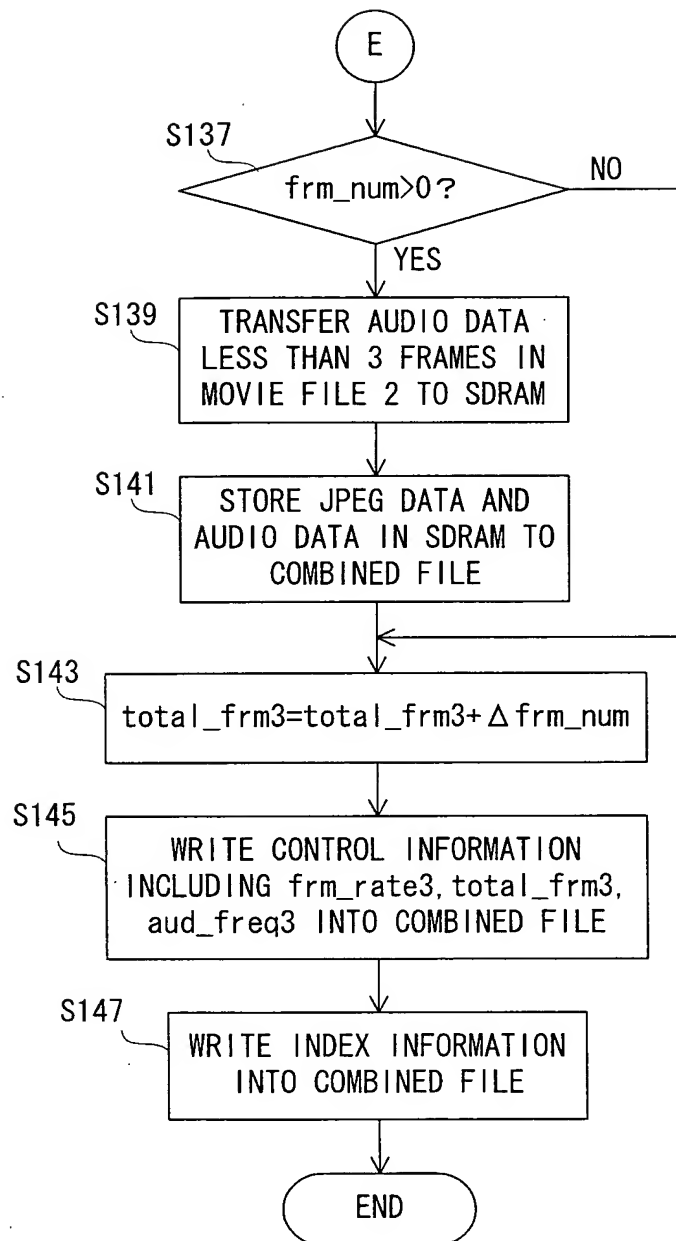 E
S137
frm_num>0?
NO
YES
S139
TRANSFER AUDIO DATA
LESS THAN 3 FRAMES IN
MOVIE FILE 2 TO SDRAM
S141
STORE JPEG DATA AND
AUDIO DATA IN SDRAM TO
COMBINED FILE
S143
total_frm3=total_frm3+Δfrm_num
S145
WRITE CONTROL INFORMATION
INCLUDING frm_rate3, total_frm3,
aud_freq3 INTO COMBINED FILE
S147
WRITE INDEX INFORMATION
INTO COMBINED FILE
END